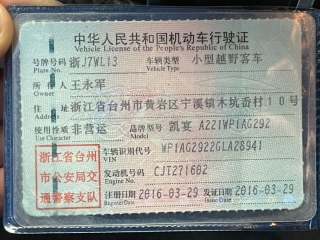 中华人民共和国机动车行驶证
Vehicle License of the People's Republic of China
号牌号码 浙J7WL13 车辆类型 小型越野客车
Plate No. Vehicle Type
所有人 王永军
Owner
住址 浙江省台州市黄岩区宁溪镇木坑岙村10号
Address
使用性质 非营运 品牌型号 凯宴 A221WP1AG292
Use Character Model
浙江省台州市公安局交通警察支队
车辆识别代号 WP1AG2922GLA28941
VIN
发动机号码 CJT271602
Engine No.
注册日期 2016-03-29 发证日期 2016-03-29
Register Date Issue Date